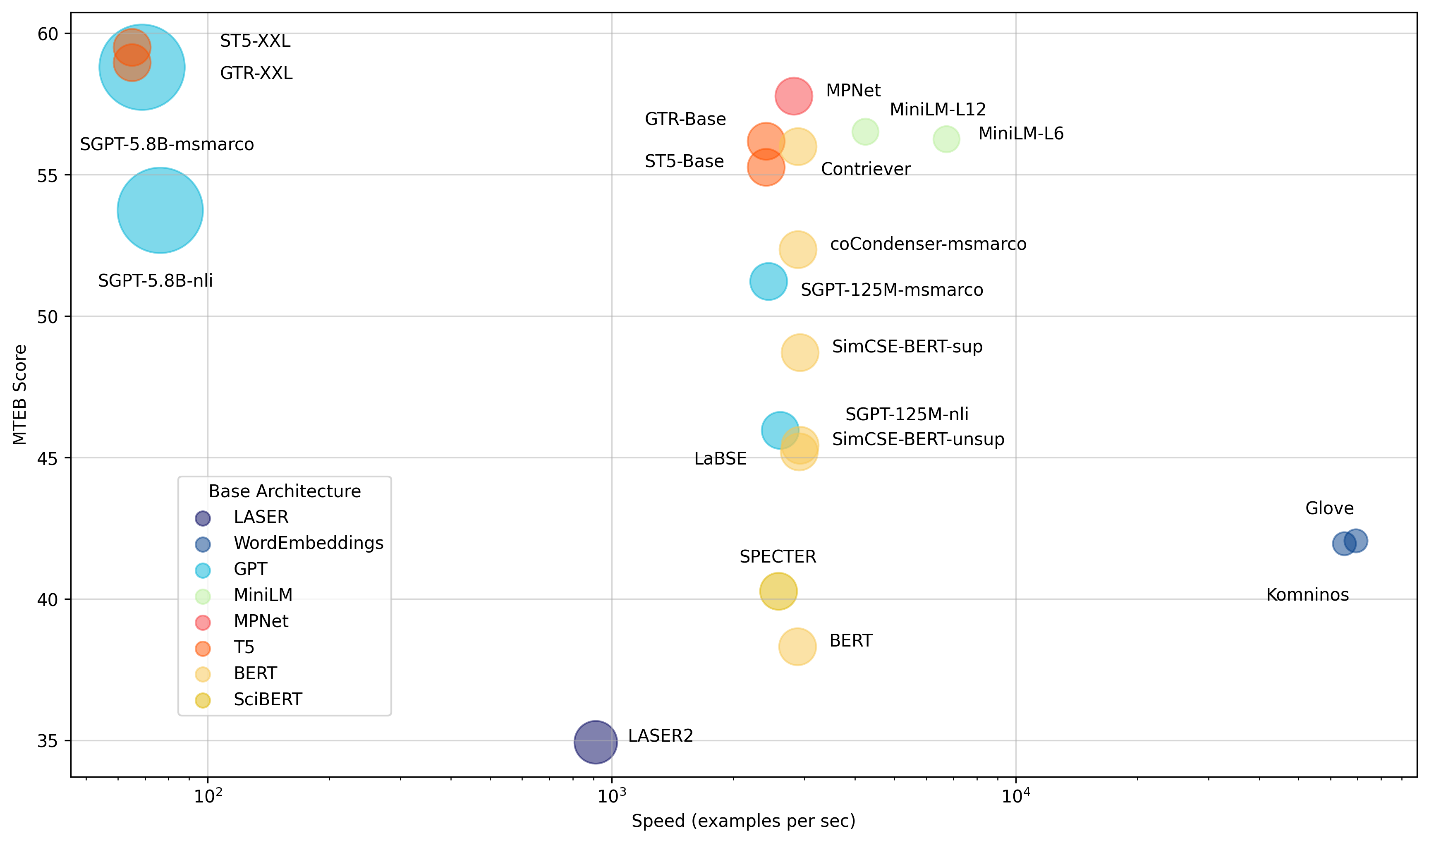 60
55
50
45
40
35
MTEB Score
ST5-XXL
GTR-XXL
SGPT-5.8B-msmarco
SGPT-5.8B-nli
MPNet
MiniLM-L12
GTR-Base
MiniLM-L6
ST5-Base
Contriever
coCondenser-msmarco
SGPT-125M-msmarco
SimCSE-BERT-sup
SGPT-125M-nli
SimCSE-BERT-unsup
LaBSE
Glove
Komninos
SPECTER
BERT
LASER2
Base Architecture
LASER
WordEmbeddings
GPT
MiniLM
MPNet
T5
BERT
SciBERT
10² 10³ 10⁴
Speed (examples per sec)